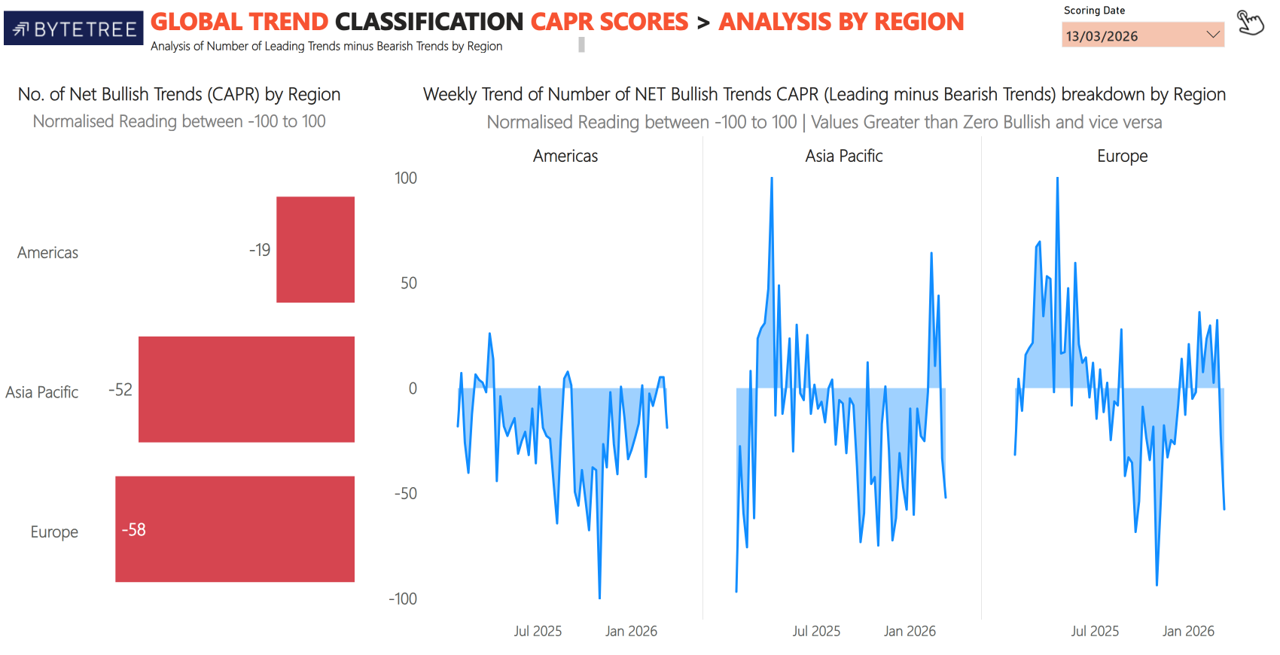 BYTETREE
GLOBAL TREND CLASSIFICATION CAPR SCORES > ANALYSIS BY REGION
Analysis of Number of Leading Trends minus Bearish Trends by Region
Scoring Date
13/03/2026
No. of Net Bullish Trends (CAPR) by Region
Normalised Reading between -100 to 100
Americas
-19
Asia Pacific
-52
Europe
-58
Weekly Trend of Number of NET Bullish Trends CAPR (Leading minus Bearish Trends) breakdown by Region
Normalised Reading between -100 to 100 | Values Greater than Zero Bullish and vice versa
Americas
Asia Pacific
Europe
100
50
0
-50
-100
Jul 2025
Jan 2026
Jul 2025
Jan 2026
Jul 2025
Jan 2026